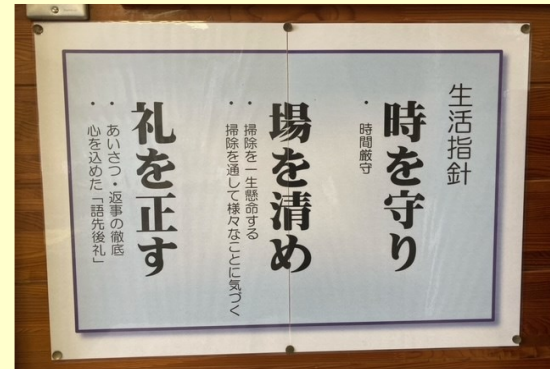 生活指針
時を守り
・時間厳守
場を清め
・掃除を一生懸命する
・掃除を通して様々なことに気づく
礼を正す
・あいさつ・返事の徹底
・心を込めた「語先後礼」